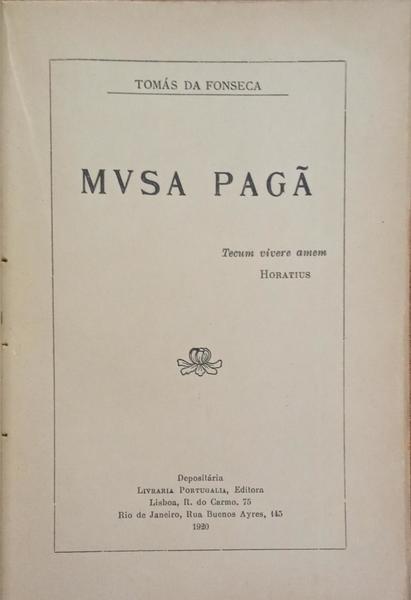 TOMÁS DA FONSECA
MVSA PAGÃ
Tecum vivere amem
HORATIUS
Depositária
LIVRARIA PORTUGALIA, Editora
Lisboa, R. do Carmo, 75
Rio de Janeiro, Rua Buenos Ayres, 145
1920